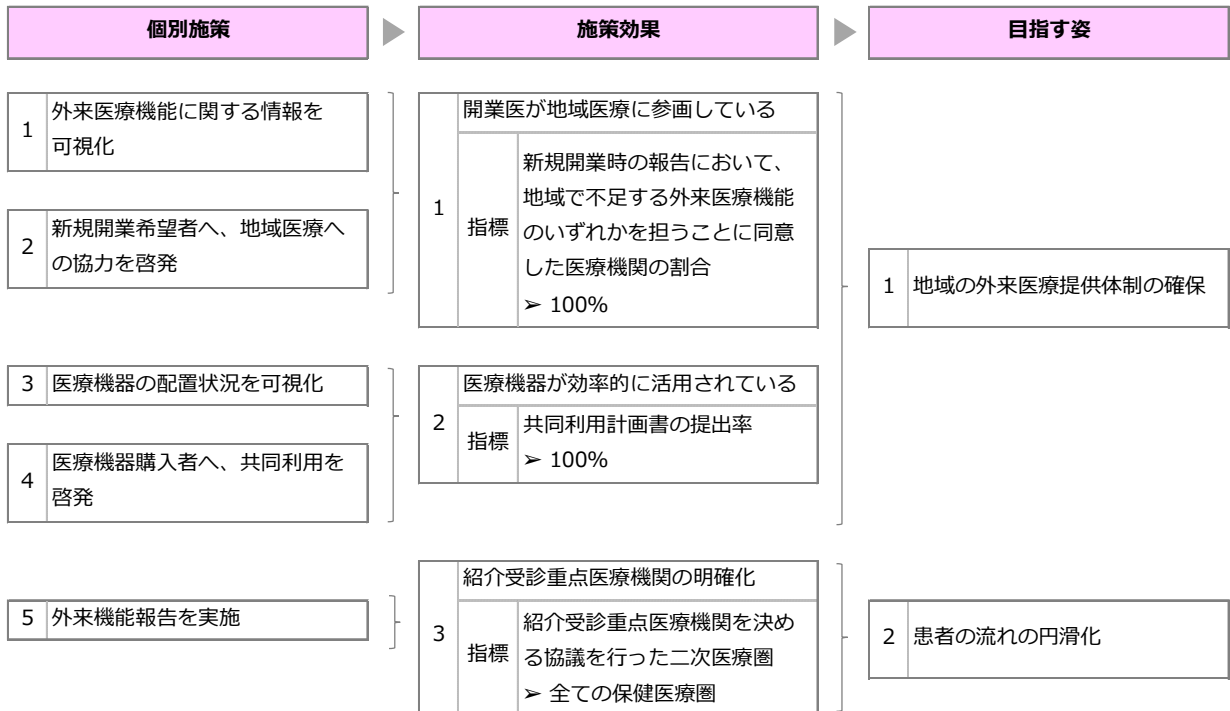 個別施策
施策効果
目指す姿
1
外来医療機能に関する情報を
可視化
2
新規開業希望者へ、地域医療へ
の協力を啓発
1
開業医が地域医療に参画している
指標
新規開業時の報告において、
地域で不足する外来医療機能
のいずれかを担うことに同意
した医療機関の割合
➢ 100%
1 地域の外来医療提供体制の確保
3 医療機器の配置状況を可視化
4
医療機器購入者へ、共同利用を
啓発
2
医療機器が効率的に活用されている
指標
共同利用計画書の提出率
➢ 100%
5 外来機能報告を実施
3
紹介受診重点医療機関の明確化
指標
紹介受診重点医療機関を決め
る協議を行った二次医療圏
➢ 全ての保健医療圏
2 患者の流れの円滑化